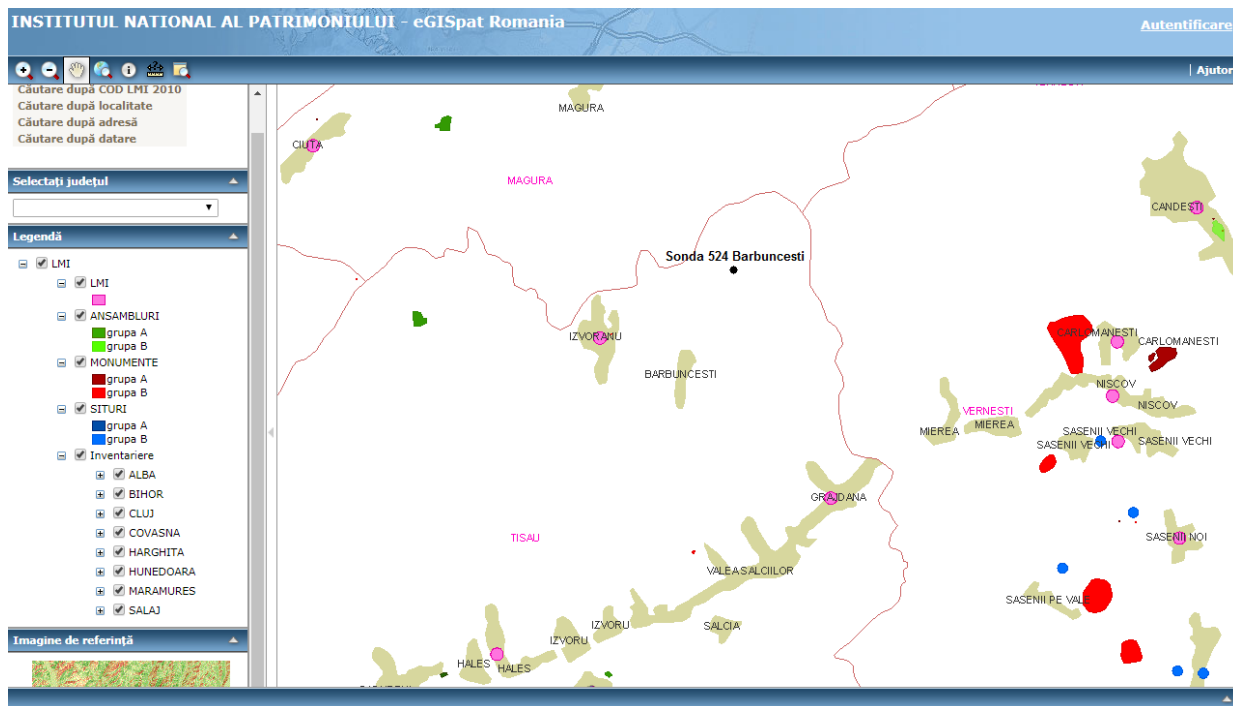 INSTITUTUL NATIONAL AL PATRIMONIULUI - eGISpat Romania
Autentificare
| Ajutor
Căutare după COD LMI 2010
Căutare după localitate
Căutare după adresă
Căutare după datare
Selectați județul
Legendă
LMI
LMI
ANSAMBLURI
grupa A
grupa B
MONUMENTE
grupa A
grupa B
SITURI
grupa A
grupa B
Inventariere
ALBA
BIHOR
CLUJ
COVASNA
HARGHITA
HUNEDOARA
MARAMURES
SALAJ
Imagine de referință
MAGURA
CIUTA
MAGURA
CANDESTI
Sonda 524 Barbuncesti
IZVORANU
CARLOMANESTI
CARLOMANESTI
BARBUNCESTI
NISCOV
NISCOV
VERNESTI
MIEREA
MIEREA
SASENII VECHI
SASENII VECHI
SASENII VECHI
GRAJDANA
TISAU
SASENII NOI
VALEA SALCIILOR
SASENII PE VALE
IZVORU
SALCIA
IZVORU
HALES
HALES